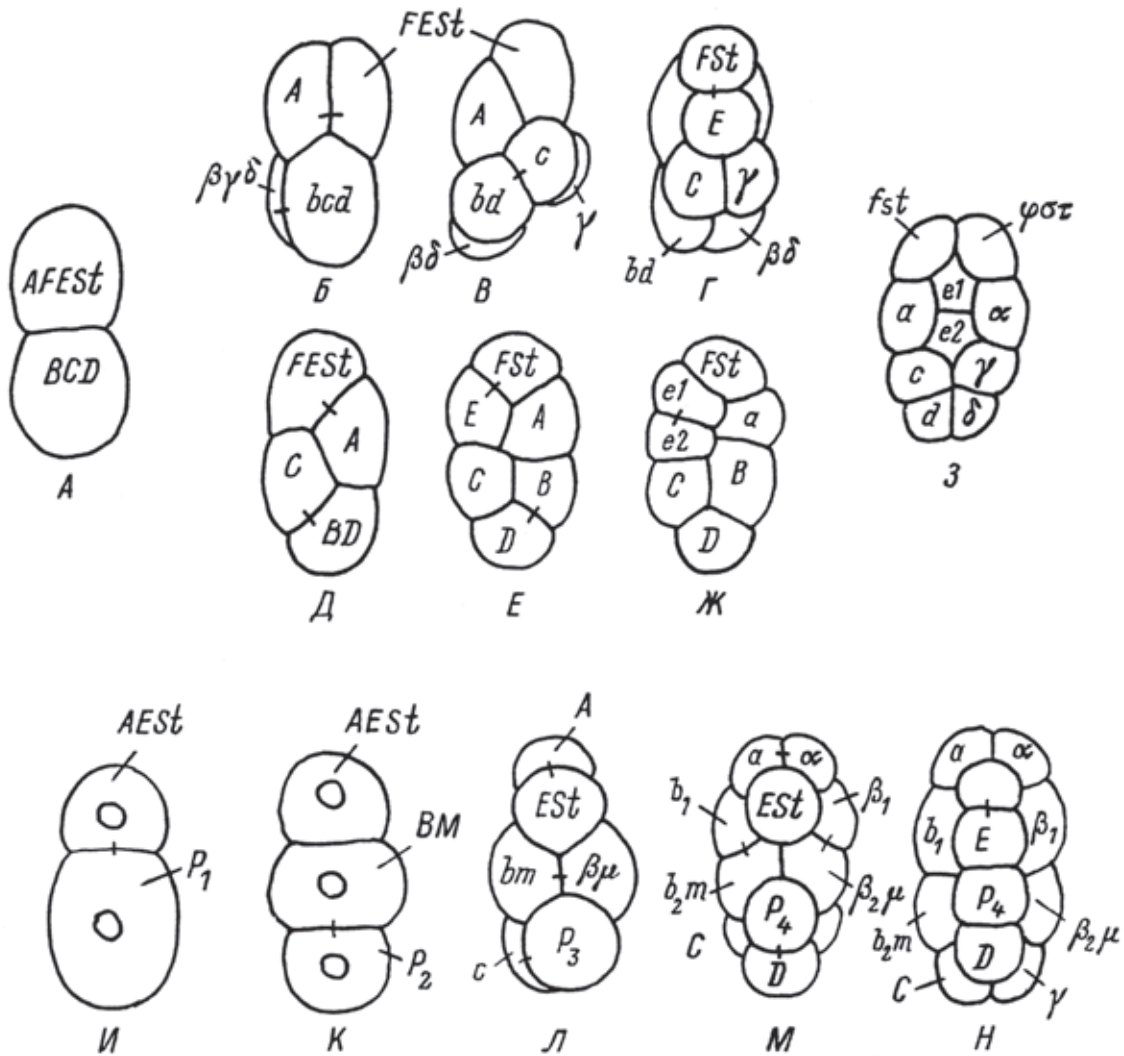 FESt
A
βγδ
bcd
Б
A
c
bd
γ
βδ
В
FSt
E
C γ
bd
βδ
Г
AFESt
BCD
А
fst
φστ
e1
a
α
e2
c
γ
d δ
З
FESt
A
C
BD
Д
FSt
E A
C B
D
Е
FSt
e1
a
e2
C B
D
Ж
AESt
P₁
И
AESt
BM
P₂
К
A
ESt
bm βμ
P₃
c
Л
a α
b₁ ESt β₁
b₂m
P₄ β₂μ
C
D
М
a α
b₁ E β₁
P₄
b₂m β₂μ
D
C γ
Н